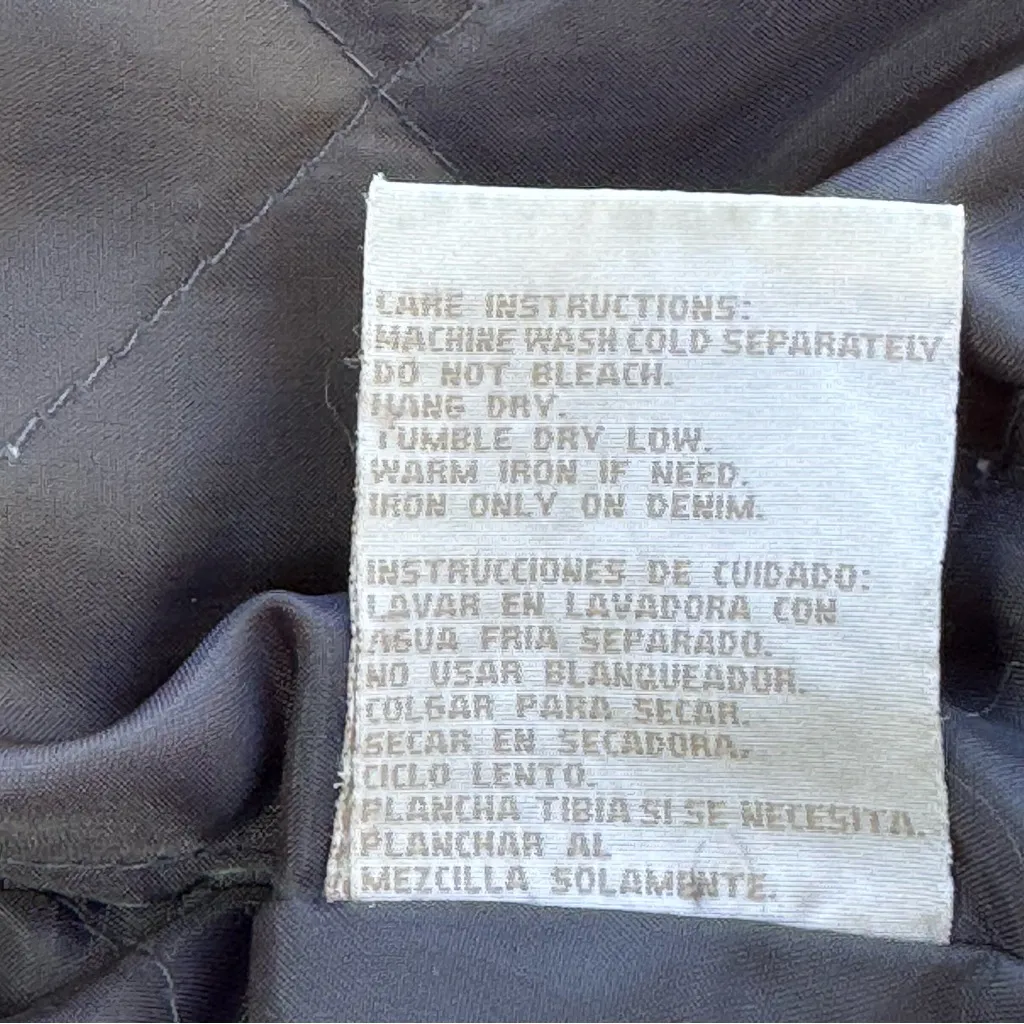 CARE INSTRUCTIONS:
MACHINE WASH COLD SEPARATELY
DO NOT BLEACH.
HANG DRY.
TUMBLE DRY LOW.
WARM IRON IF NEED.
IRON ONLY ON DENIM.
INSTRUCCIONES DE CUIDADO:
LAVAR EN LAVADORA CON
AGUA FRIA SEPARADO.
NO USAR BLANQUEADOR.
COLGAR PARA SECAR.
SECAR EN SECADORA,
CICLO LENTO.
PLANCHA TIBIA SI SE NECESITA.
PLANCHAR AL
MEZCILLA SOLAMENTE.